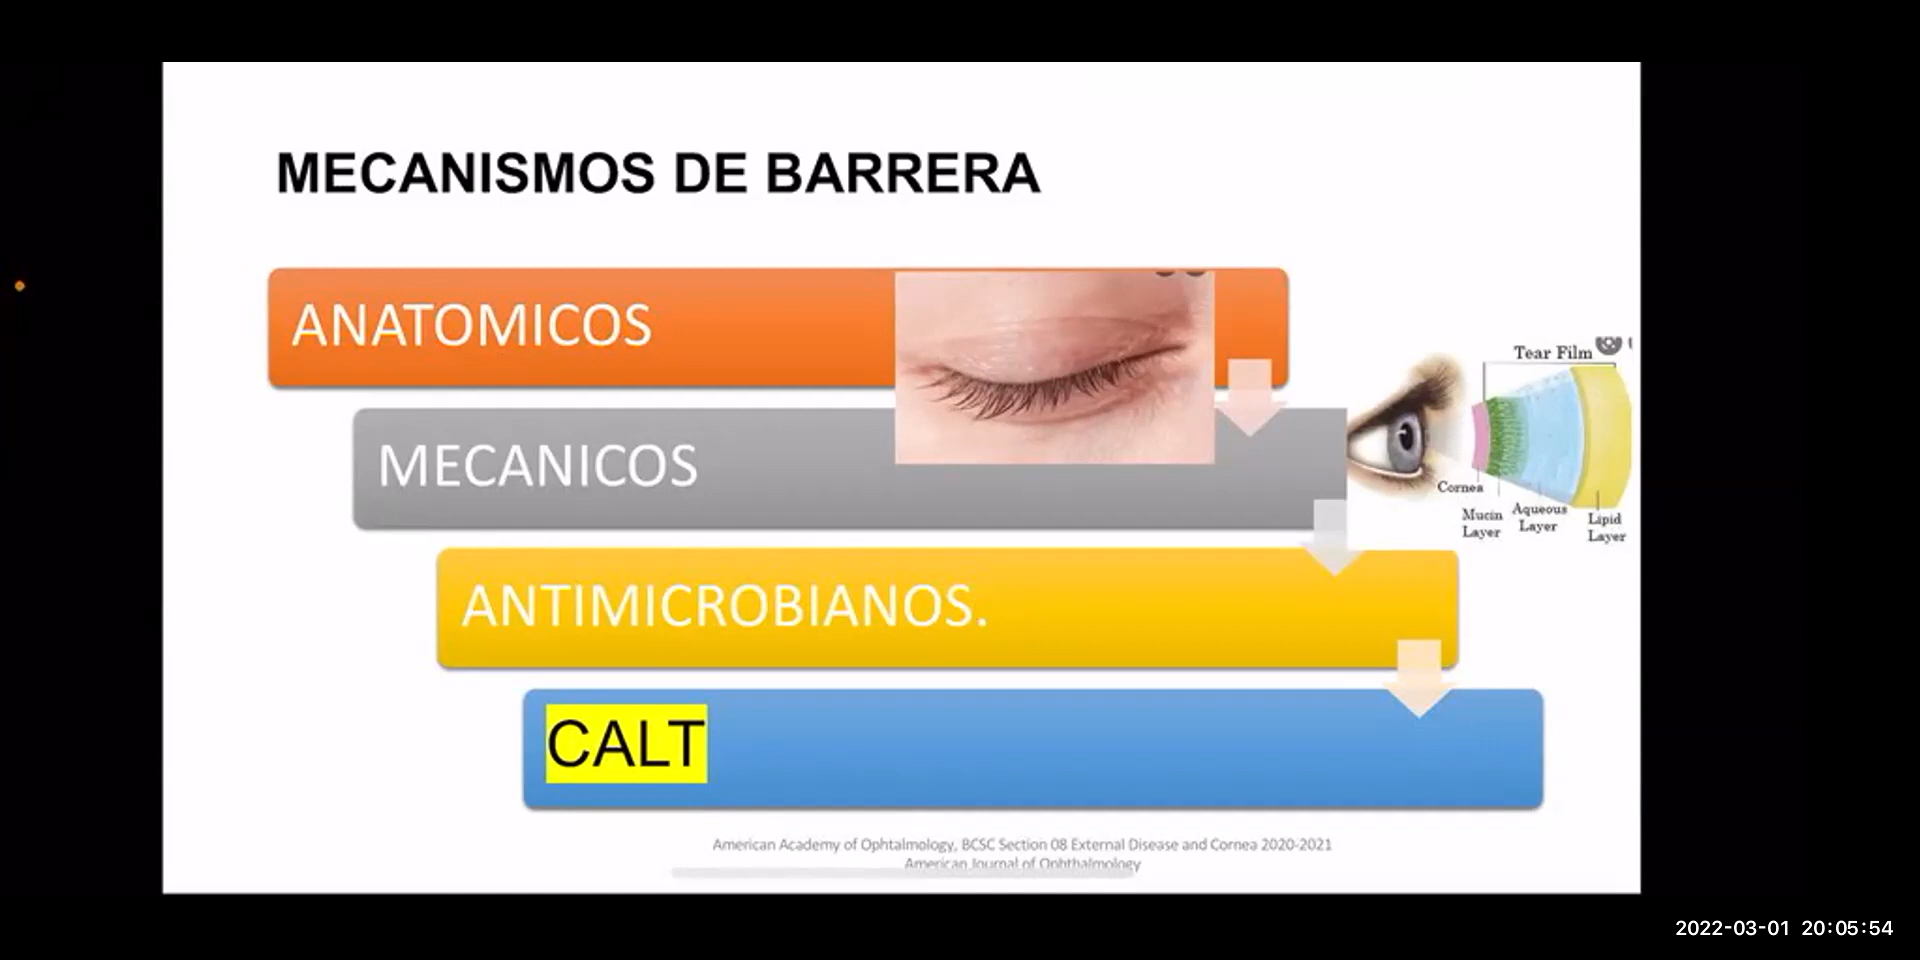 MECANISMOS DE BARRERA
ANATOMICOS
MECANICOS
ANTIMICROBIANOS.
CALT
Tear Film
Cornea
Mucin
Layer
Aqueous
Layer
Lipid
Layer
American Academy of Ophtalmology, BCSC Section 08 External Disease and Cornea 2020-2021
American Journal of Ophthalmology
2022-03-01 20:05:54